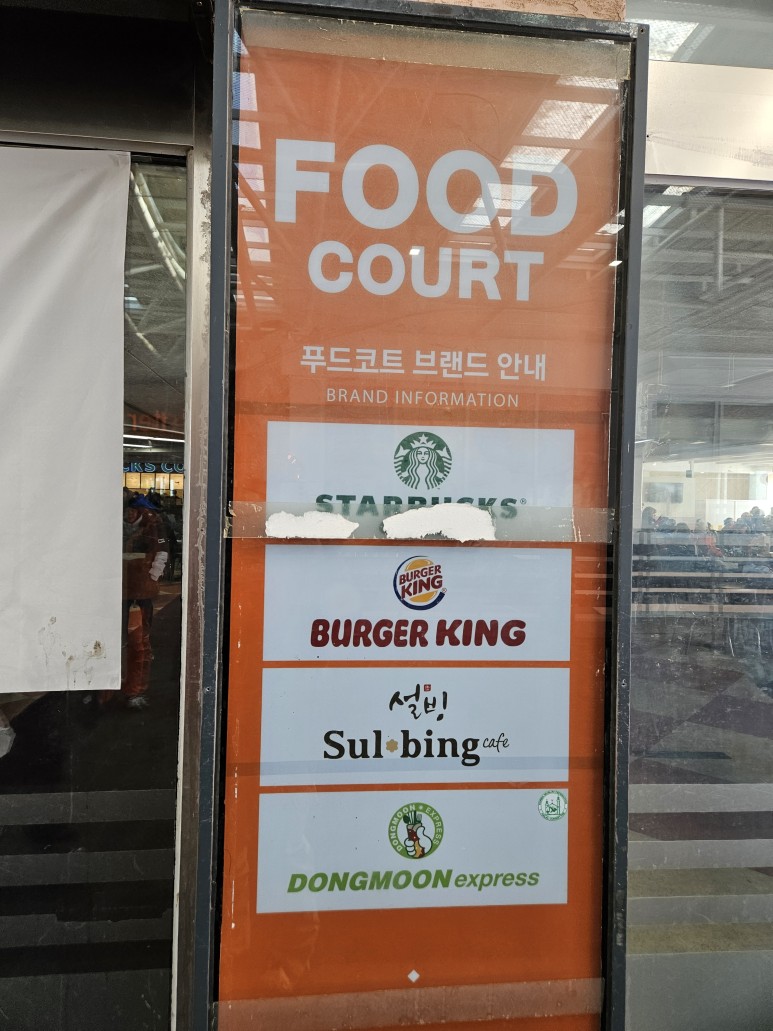 FOOD
COURT
푸드코트 브랜드 안내
BRAND INFORMATION
STARBUCKS®
BURGER
KING®
BURGER KING
설빙
Sul bing cafe
DONGMOON EXPRESS
DONGMOON express